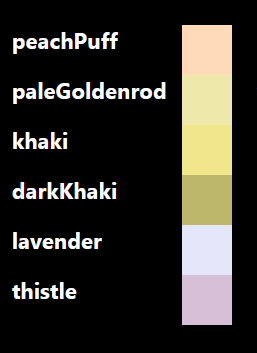 peachPuff
paleGoldenrod
khaki
darkKhaki
lavender
thistle